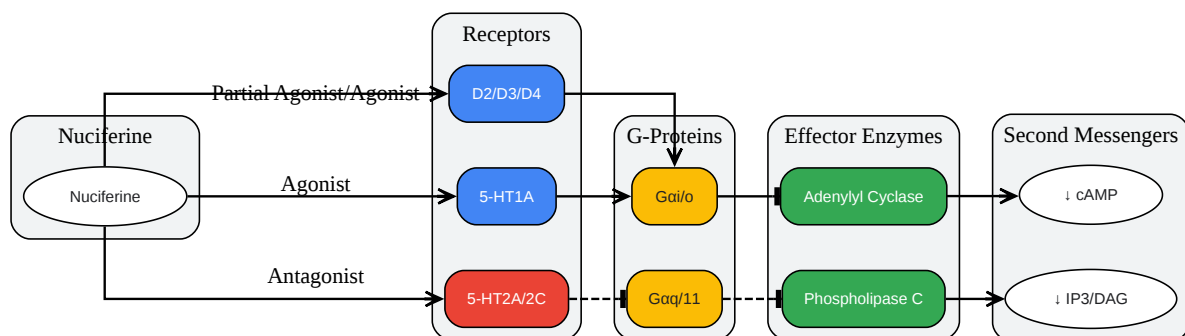 Receptors
Partial Agonist/Agonist
D2/D3/D4
Nuciferine
G-Proteins
Effector Enzymes
Second Messengers
Nuciferine
Agonist
5-HT1A
Gαi/o
Adenylyl Cyclase
↓ cAMP
Antagonist
5-HT2A/2C
Gαq/11
Phospholipase C
↓ IP3/DAG